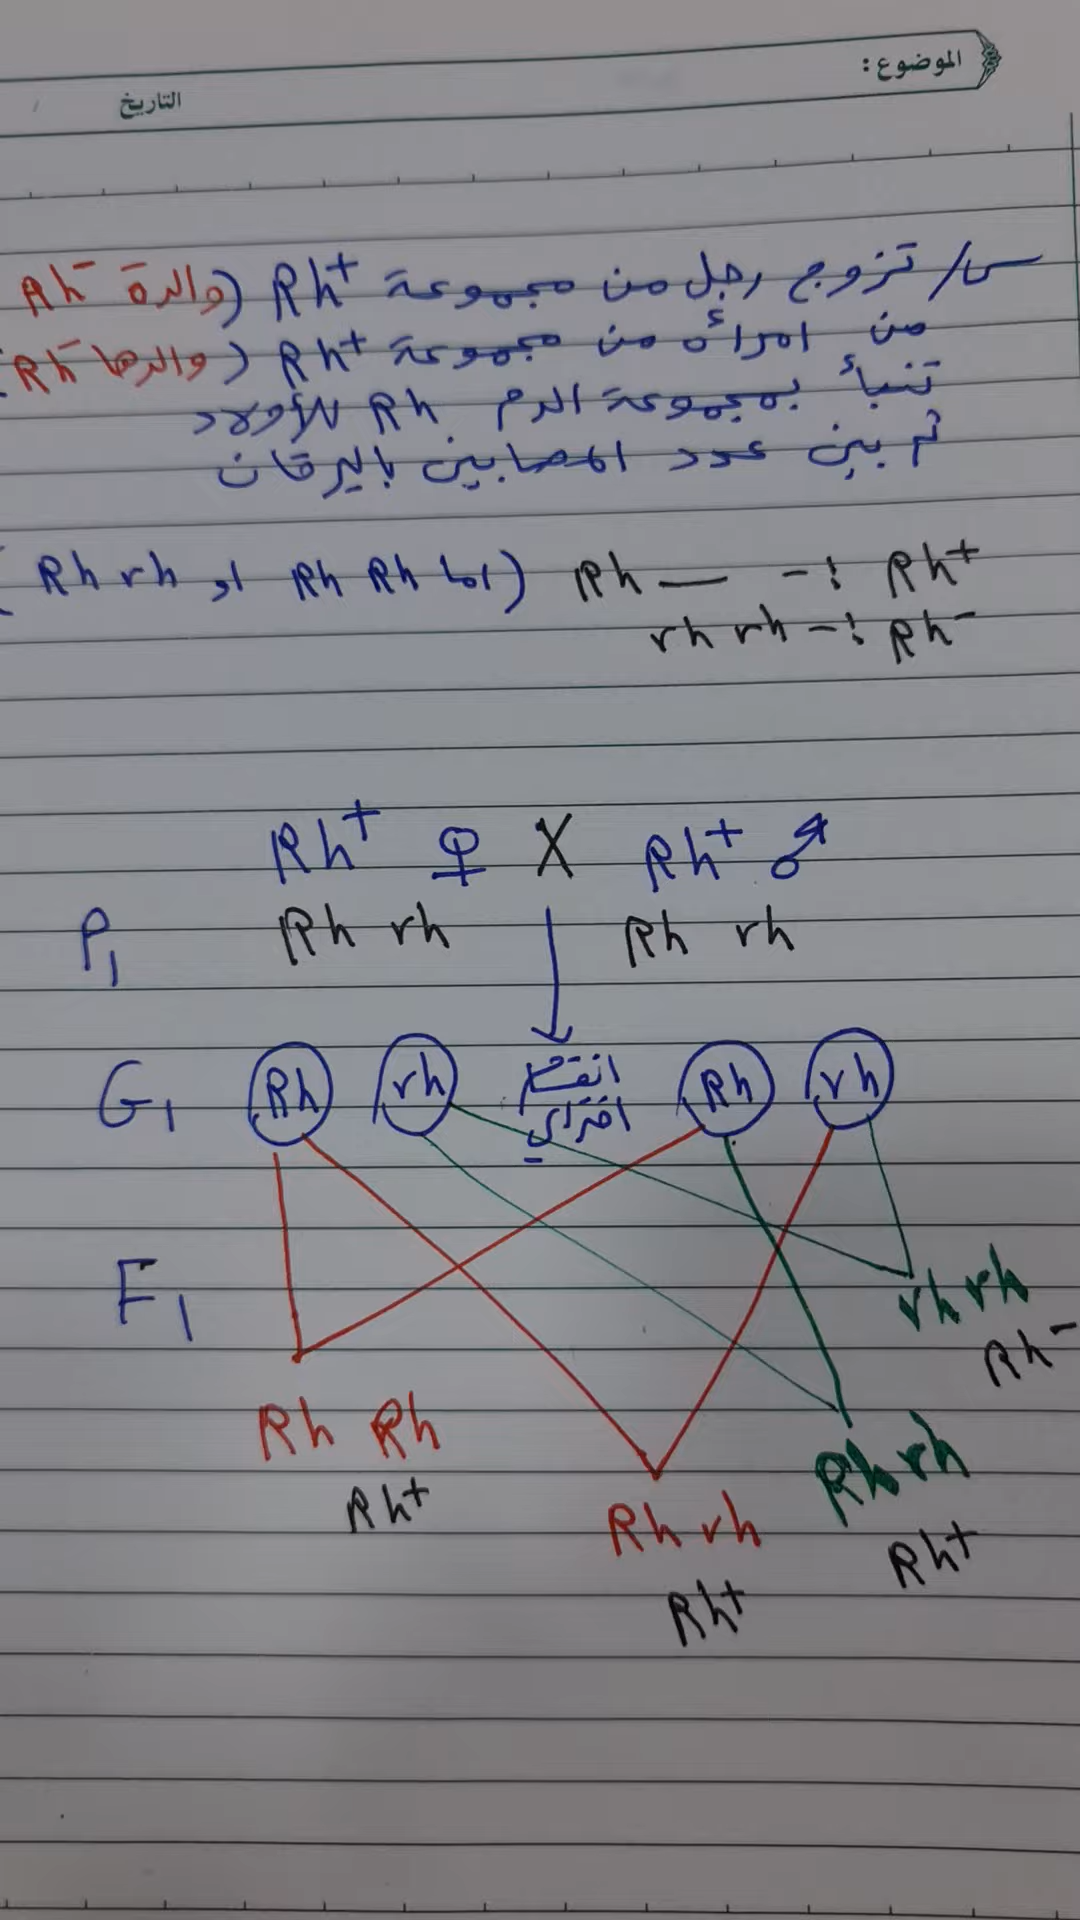 الموضوع :
التاريخ
س/ تزوج رجل من مجموعة Rh+ (والدة Rh-
من امرأه من مجموعة Rh+ (والدها Rh-)
تنبأ بمجموعة الدم Rh للأولاد
ثم بين عدد المصابين باليرقان
Rh+ :- Rh — (اما Rh Rh او Rh rh)
Rh- :- rh rh
Rh+ ♀ X Rh+ ♂
P1 Rh rh Rh rh
G1 Rh rh انقسام اختزالي Rh rh
F1
rh rh
Rh-
Rh Rh
Rh+
Rh rh
Rh+
Rh rh
Rh+